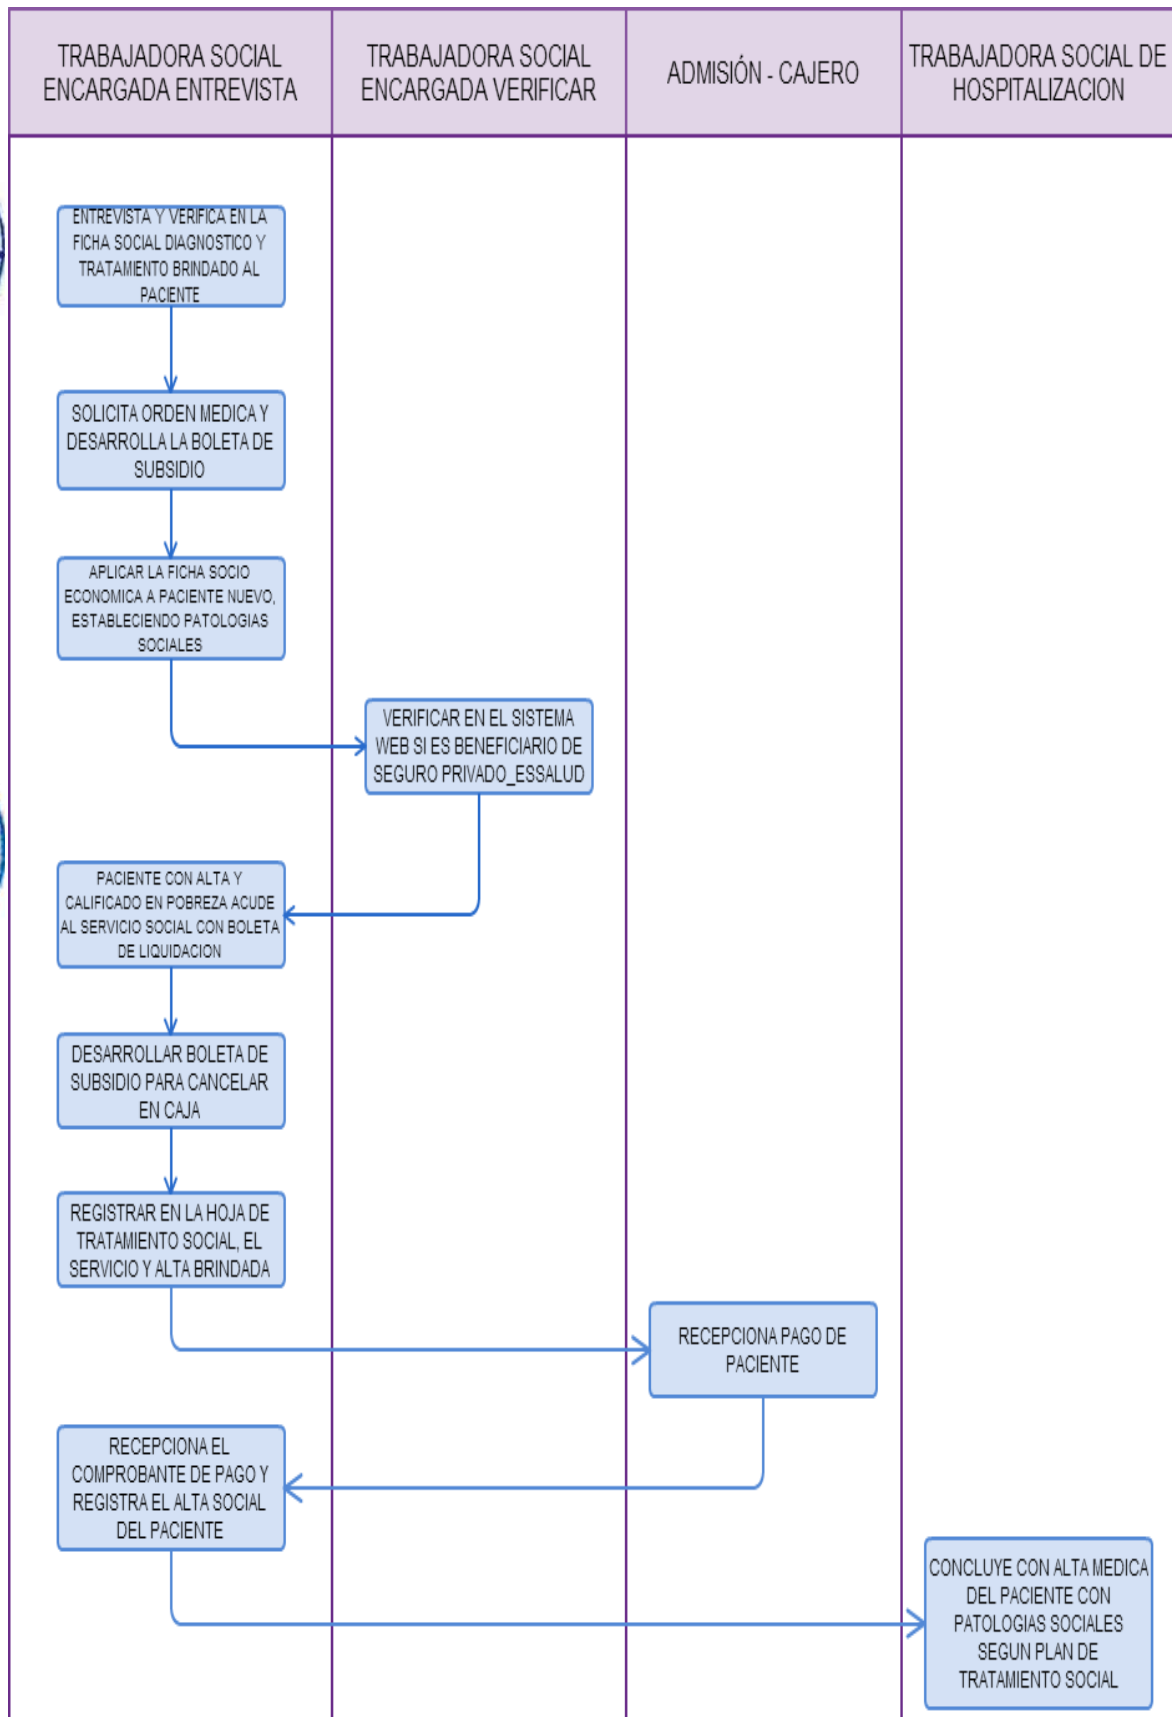 TRABAJADORA SOCIAL
ENCARGADA ENTREVISTA
TRABAJADORA SOCIAL
ENCARGADA VERIFICAR
ADMISIÓN - CAJERO
TRABAJADORA SOCIAL DE
HOSPITALIZACION
ENTREVISTA Y VERIFICA EN LA
FICHA SOCIAL DIAGNOSTICO Y
TRATAMIENTO BRINDADO AL
PACIENTE
SOLICITA ORDEN MEDICA Y
DESARROLLA LA BOLETA DE
SUBSIDIO
APLICAR LA FICHA SOCIO
ECONOMICA A PACIENTE NUEVO,
ESTABLECIENDO PATOLOGIAS
SOCIALES
VERIFICAR EN EL SISTEMA
WEB SI ES BENEFICIARIO DE
SEGURO PRIVADO_ESSALUD
PACIENTE CON ALTA Y
CALIFICADO EN POBREZA ACUDE
AL SERVICIO SOCIAL CON BOLETA
DE LIQUIDACION
DESARROLLAR BOLETA DE
SUBSIDIO PARA CANCELAR
EN CAJA
REGISTRAR EN LA HOJA DE
TRATAMIENTO SOCIAL, EL
SERVICIO Y ALTA BRINDADA
RECEPCIONA PAGO DE
PACIENTE
RECEPCIONA EL
COMPROBANTE DE PAGO Y
REGISTRA EL ALTA SOCIAL
DEL PACIENTE
CONCLUYE CON ALTA MEDICA
DEL PACIENTE CON
PATOLOGIAS SOCIALES
SEGUN PLAN DE
TRATAMIENTO SOCIAL